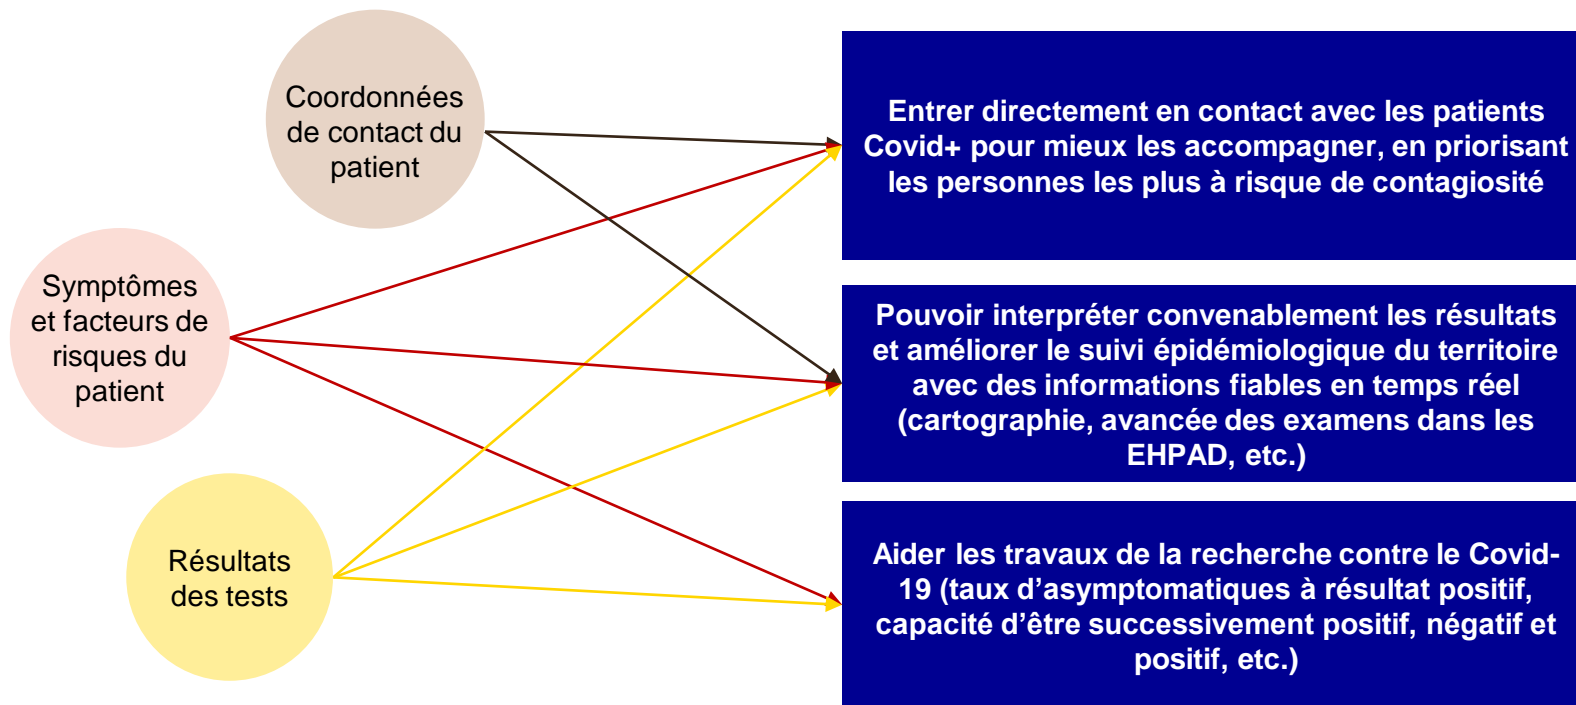 Coordonnées
de contact du
patient
Symptômes
et facteurs de
risques du
patient
Résultats
des tests
Entrer directement en contact avec les patients
Covid+ pour mieux les accompagner, en priorisant
les personnes les plus à risque de contagiosité
Pouvoir interpréter convenablement les résultats
et améliorer le suivi épidémiologique du territoire
avec des informations fiables en temps réel
(cartographie, avancée des examens dans les
EHPAD, etc.)
Aider les travaux de la recherche contre le Covid-
19 (taux d’asymptomatiques à résultat positif,
capacité d’être successivement positif, négatif et
positif, etc.)